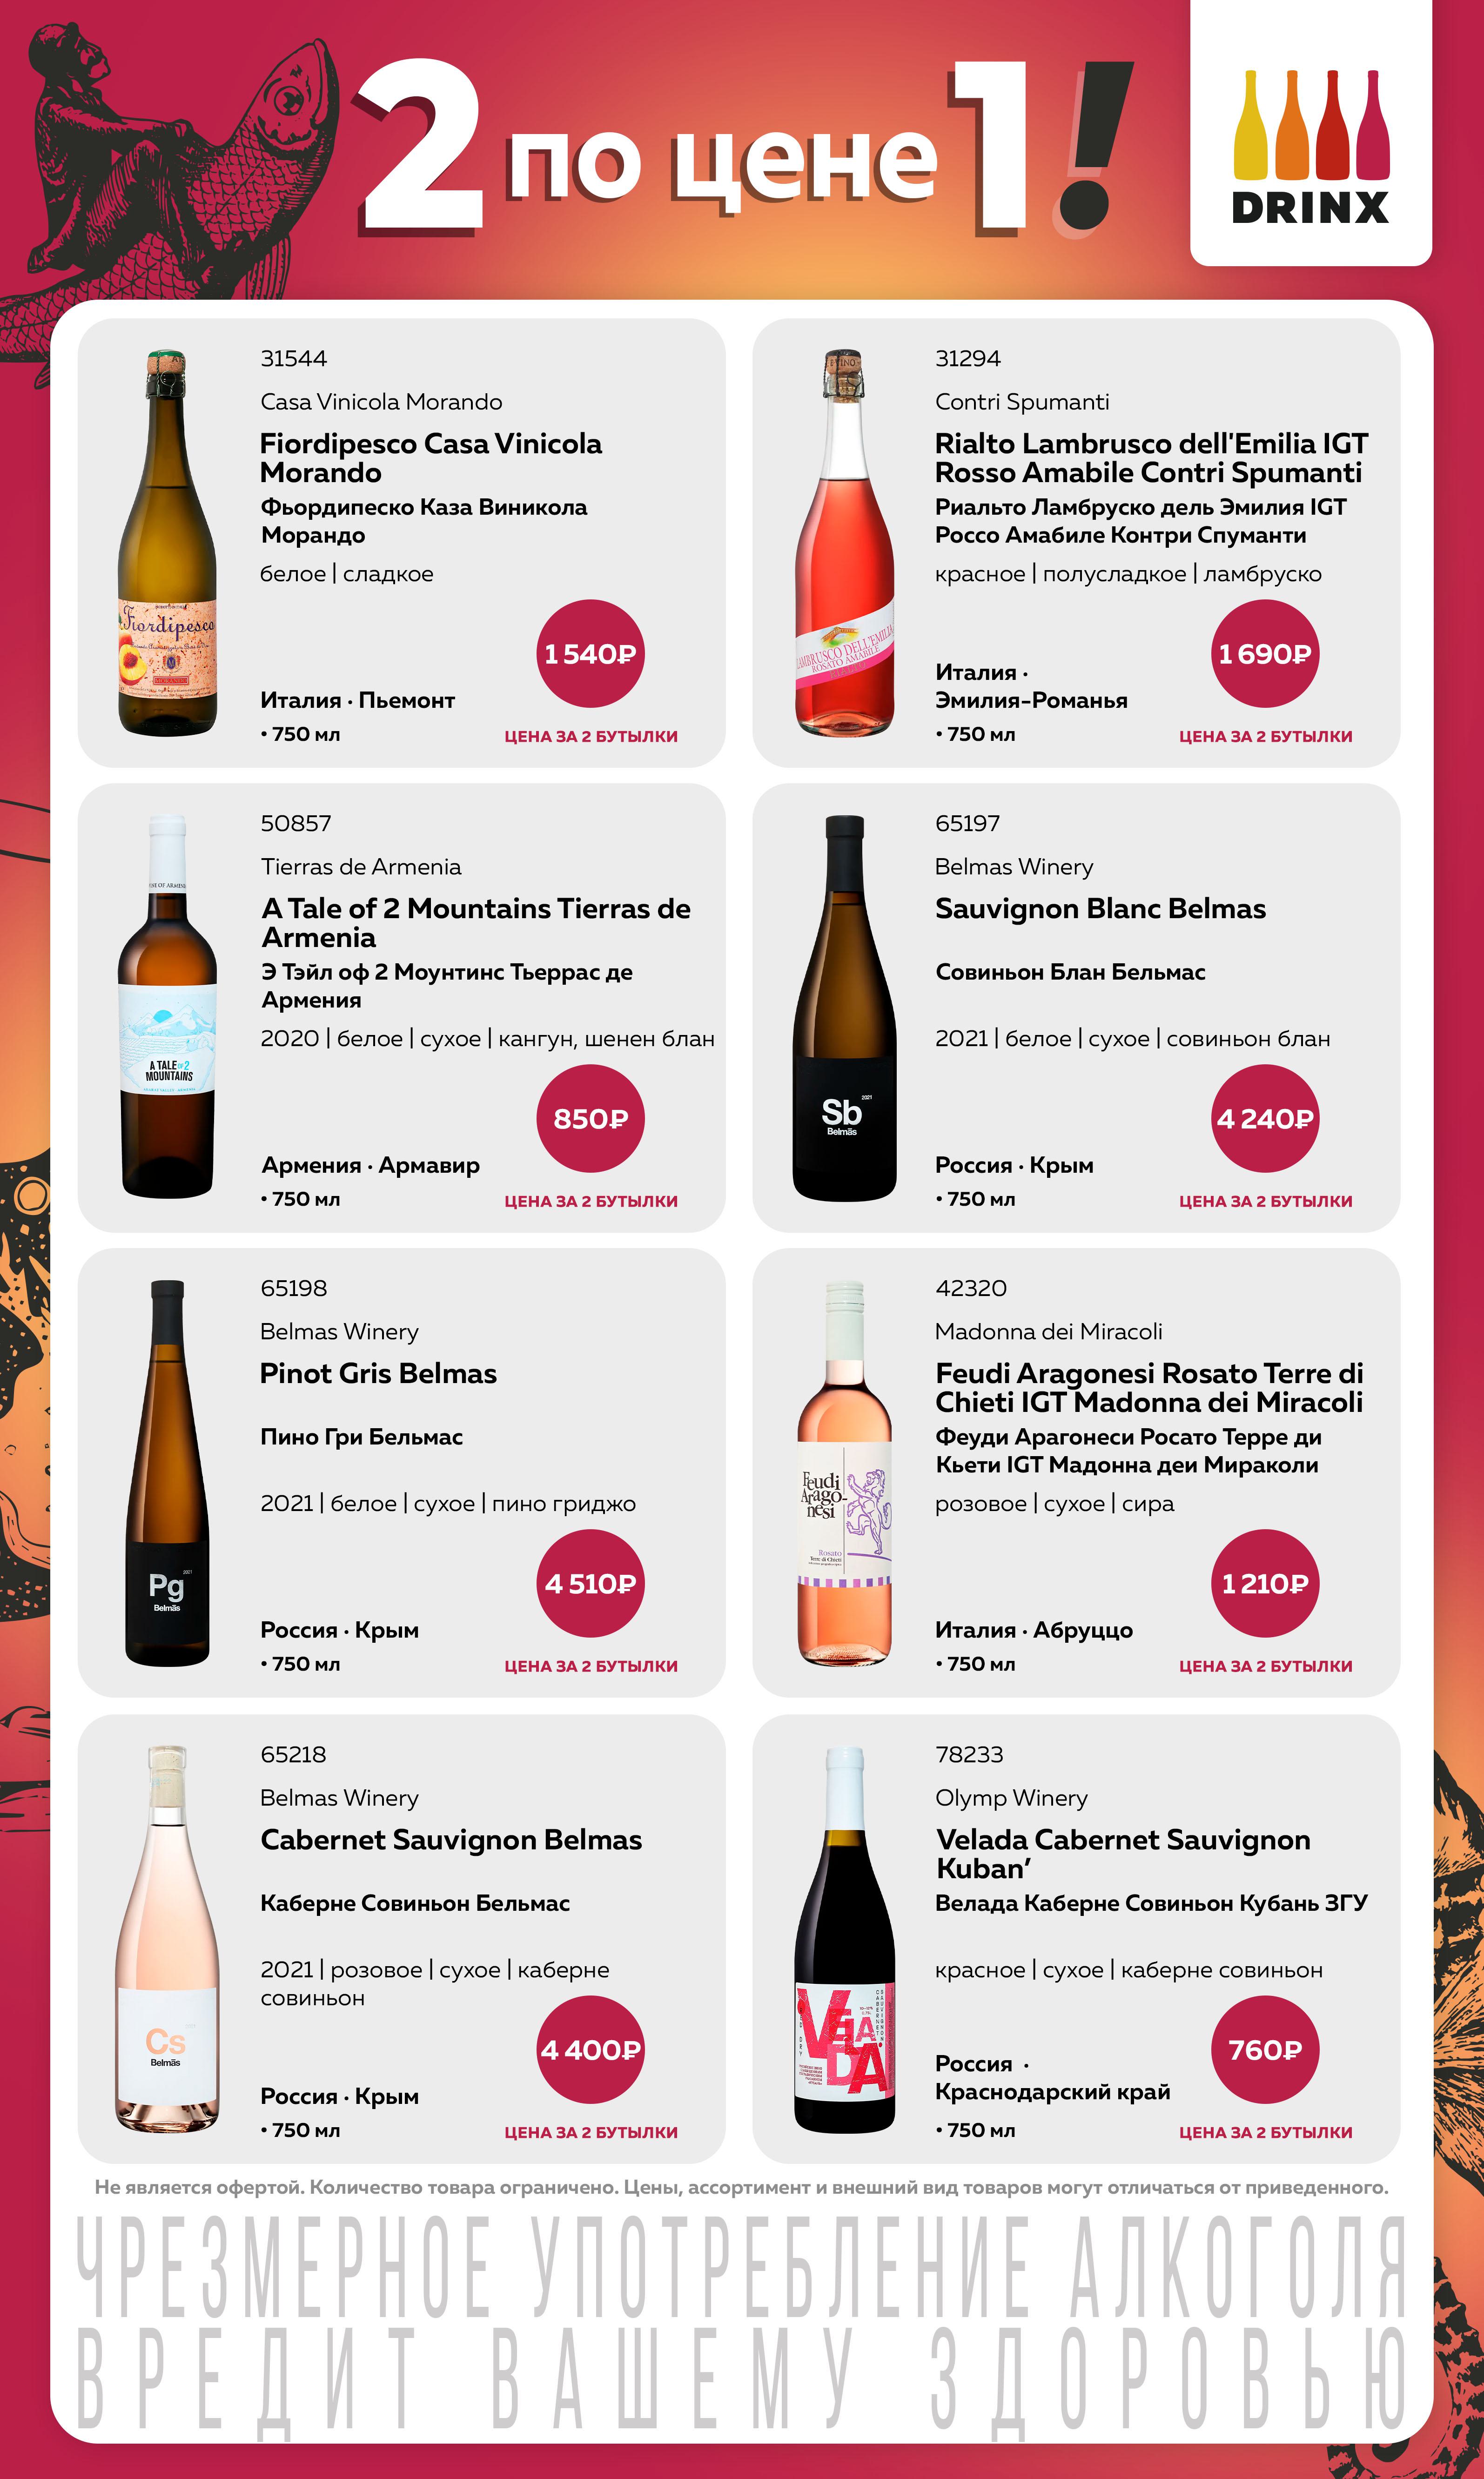 2 по цене 1!
DRINX
31544
Casa Vinicola Morando
Fiordipesco Casa Vinicola
Morando
Фьордипеско Каза Виникола
Морандо
белое | сладкое
Fiordipesco
1 540₽
Италия · Пьемонт
• 750 мл
ЦЕНА ЗА 2 БУТЫЛКИ
31294
Contri Spumanti
Rialto Lambrusco dell'Emilia IGT
Rosso Amabile Contri Spumanti
Риальто Ламбруско дель Эмилия IGT
Россо Амабиле Контри Спуманти
красное | полусладкое | ламбруско
LAMBRUSCO DELL'EMILIA
ROSATO AMABILE
1 690₽
Италия ·
Эмилия-Романья
• 750 мл
ЦЕНА ЗА 2 БУТЫЛКИ
50857
Tierras de Armenia
A Tale of 2 Mountains Tierras de
Armenia
Э Тэйл оф 2 Моунтинс Тьеррас де
Армения
2020 | белое | сухое | кангун, шенен блан
A TALE OF 2
MOUNTAINS
850₽
Армения · Армавир
• 750 мл
ЦЕНА ЗА 2 БУТЫЛКИ
65197
Belmas Winery
Sauvignon Blanc Belmas
Совиньон Блан Бельмас
2021 | белое | сухое | совиньон блан
2021
Sb
Belmās
4 240₽
Россия · Крым
• 750 мл
ЦЕНА ЗА 2 БУТЫЛКИ
65198
Belmas Winery
Pinot Gris Belmas
Пино Гри Бельмас
2021 | белое | сухое | пино гриджо
2021
Pg
Belmās
4 510₽
Россия · Крым
• 750 мл
ЦЕНА ЗА 2 БУТЫЛКИ
42320
Madonna dei Miracoli
Feudi Aragonesi Rosato Terre di
Chieti IGT Madonna dei Miracoli
Феуди Арагонеси Росато Терре ди
Кьети IGT Мадонна деи Мираколи
розовое | сухое | сира
Feudi
Arago-
nesi
Rosato
Terre di Chieti
1 210₽
Италия · Абруццо
• 750 мл
ЦЕНА ЗА 2 БУТЫЛКИ
65218
Belmas Winery
Cabernet Sauvignon Belmas
Каберне Совиньон Бельмас
2021 | розовое | сухое | каберне
совиньон
Cs
Belmās
4 400₽
Россия · Крым
• 750 мл
ЦЕНА ЗА 2 БУТЫЛКИ
78233
Olymp Winery
Velada Cabernet Sauvignon
Kuban’
Велада Каберне Совиньон Кубань ЗГУ
красное | сухое | каберне совиньон
VELADA
760₽
Россия ·
Краснодарский край
• 750 мл
ЦЕНА ЗА 2 БУТЫЛКИ
Не является офертой. Количество товара ограничено. Цены, ассортимент и внешний вид товаров могут отличаться от приведенного.
ЧРЕЗМЕРНОЕ УПОТРЕБЛЕНИЕ АЛКОГОЛЯ
ВРЕДИТ ВАШЕМУ ЗДОРОВЬЮ